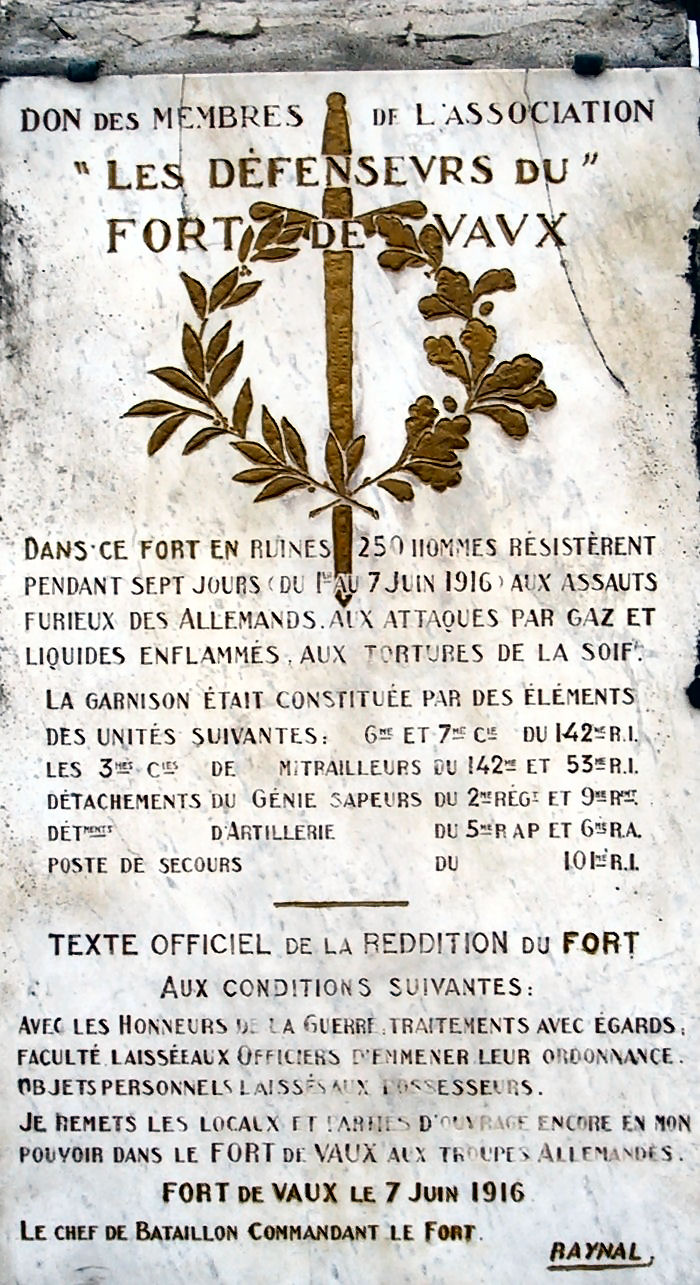 DON DES MEMBRES DE L'ASSOCIATION
"LES DÉFENSEVRS DU"
FORT DE VAVX
DANS CE FORT EN RUINES 250 HOMMES RÉSISTÈRENT
PENDANT SEPT JOURS (DU 1ER AU 7 JUIN 1916) AUX ASSAUTS
FURIEUX DES ALLEMANDS. AUX ATTAQUES PAR GAZ ET
LIQUIDES ENFLAMMÉS, AUX TORTURES DE LA SOIF.
LA GARNISON ÉTAIT CONSTITUÉE PAR DES ÉLÉMENTS
DES UNITÉS SUIVANTES: 6ME ET 7ME CIE DU 142ME R.I.
LES 3MES CIES DE MITRAILLEURS DU 142ME ET 53ME R.I.
DÉTACHEMENTS DU GÉNIE SAPEURS DU 2ME RÉGT ET 9ME RMT.
DÉTMENTS D'ARTILLERIE DU 5ME R A P ET 6ME R.A.
POSTE DE SECOURS DU 101ME R.I.
TEXTE OFFICIEL DE LA REDDITION DU FORT
AUX CONDITIONS SUIVANTES:
AVEC LES HONNEURS DE LA GUERRE, TRAITEMENTS AVEC ÉGARDS,
FACULTÉ LAISSÉE AUX OFFICIERS D'EMMENER LEUR ORDONNANCE.
OBJETS PERSONNELS LAISSÉS AUX POSSESSEURS.
JE REMETS LES LOCAUX ET PARTIES D'OUVRAGE ENCORE EN MON
POUVOIR DANS LE FORT DE VAUX AUX TROUPES ALLEMANDES.
FORT DE VAUX LE 7 JUIN 1916
LE CHEF DE BATAILLON COMMANDANT LE FORT.
RAYNAL,